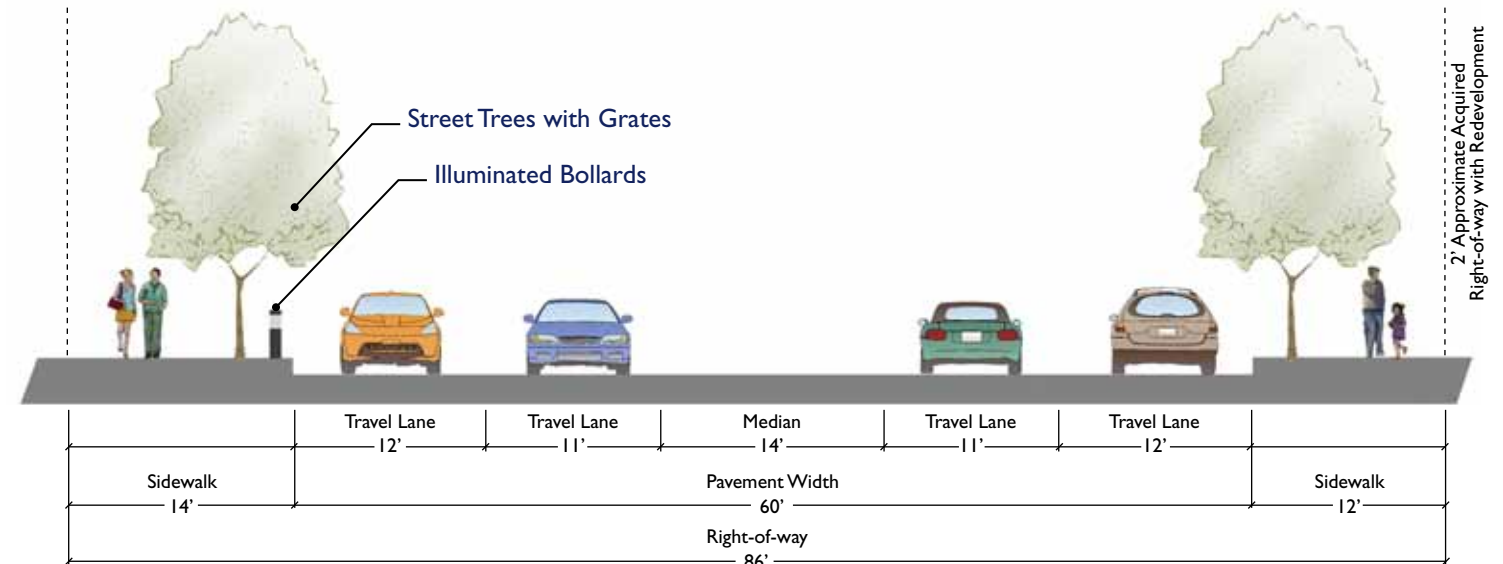 Street Trees with Grates
Illuminated Bollards
2' Approximate Acquired
Right-of-way with Redevelopment
Travel Lane
12'
Travel Lane
11'
Median
14'
Travel Lane
11'
Travel Lane
12'
Sidewalk
14'
Pavement Width
60'
Sidewalk
12'
Right-of-way
86'